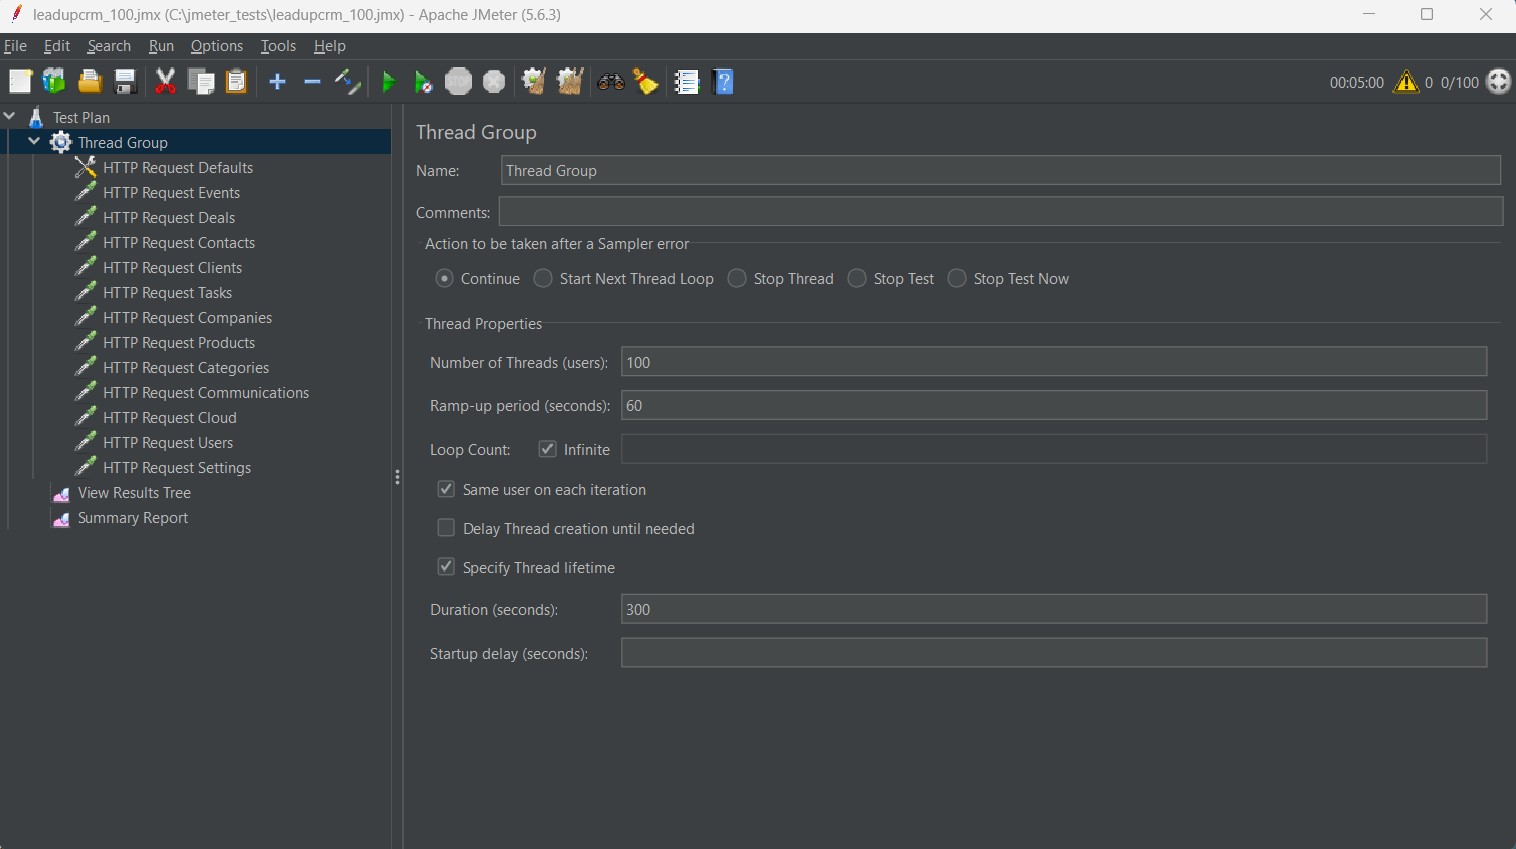 leadupcrm_100.jmx (C:\jmeter_tests\leadupcrm_100.jmx) - Apache JMeter (5.6.3)
File Edit Search Run Options Tools Help
STOP ? 00:05:00 0 0/100
Test Plan
Thread Group
HTTP Request Defaults
HTTP Request Events
HTTP Request Deals
HTTP Request Contacts
HTTP Request Clients
HTTP Request Tasks
HTTP Request Companies
HTTP Request Products
HTTP Request Categories
HTTP Request Communications
HTTP Request Cloud
HTTP Request Users
HTTP Request Settings
View Results Tree
Summary Report
Thread Group
Name: Thread Group
Comments:
Action to be taken after a Sampler error
Continue Start Next Thread Loop Stop Thread Stop Test Stop Test Now
Thread Properties
Number of Threads (users): 100
Ramp-up period (seconds): 60
Loop Count: Infinite
Same user on each iteration
Delay Thread creation until needed
Specify Thread lifetime
Duration (seconds): 300
Startup delay (seconds):